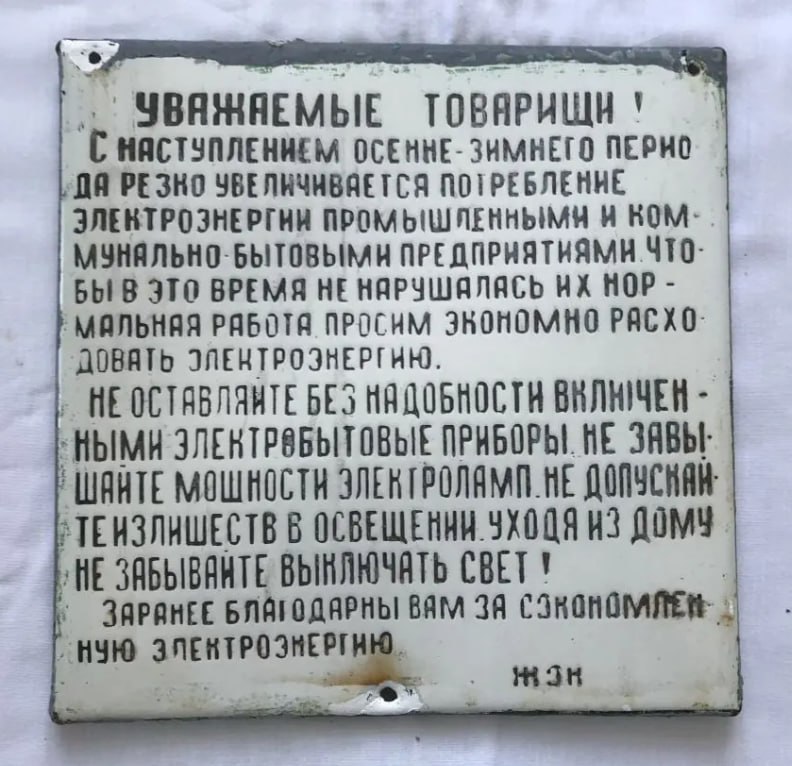 УВАЖАЕМЫЕ ТОВАРИЩИ !
С НАСТУПЛЕНИЕМ ОСЕННЕ-ЗИМНЕГО ПЕРИО
ДА РЕЗКО УВЕЛИЧИВАЕТСЯ ПОТРЕБЛЕНИЕ
ЭЛЕКТРОЭНЕРГИИ ПРОМЫШЛЕННЫМИ И КОМ-
МУНАЛЬНО-БЫТОВЫМИ ПРЕДПРИЯТИЯМИ. ЧТО-
БЫ В ЭТО ВРЕМЯ НЕ НАРУШАЛАСЬ ИХ НОР -
МАЛЬНАЯ РАБОТА ПРОСИМ ЭКОНОМНО РАСХО-
ДОВАТЬ ЭЛЕКТРОЭНЕРГИЮ.
НЕ ОСТАВЛЯЙТЕ БЕЗ НАДОБНОСТИ ВКЛЮЧЕН -
НЫМИ ЭЛЕКТРОБЫТОВЫЕ ПРИБОРЫ. НЕ ЗАВЫ-
ШАЙТЕ МОЩНОСТИ ЭЛЕКТРОЛАМП. НЕ ДОПУСКАЙ-
ТЕ ИЗЛИШЕСТВ В ОСВЕЩЕНИИ. УХОДЯ ИЗ ДОМУ
НЕ ЗАБЫВАЙТЕ ВЫКЛЮЧАТЬ СВЕТ !
ЗАРАНЕЕ БЛАГОДАРНЫ ВАМ ЗА СЭКОНОМЛЕН-
НУЮ ЭЛЕКТРОЭНЕРГИЮ
ЖЭК